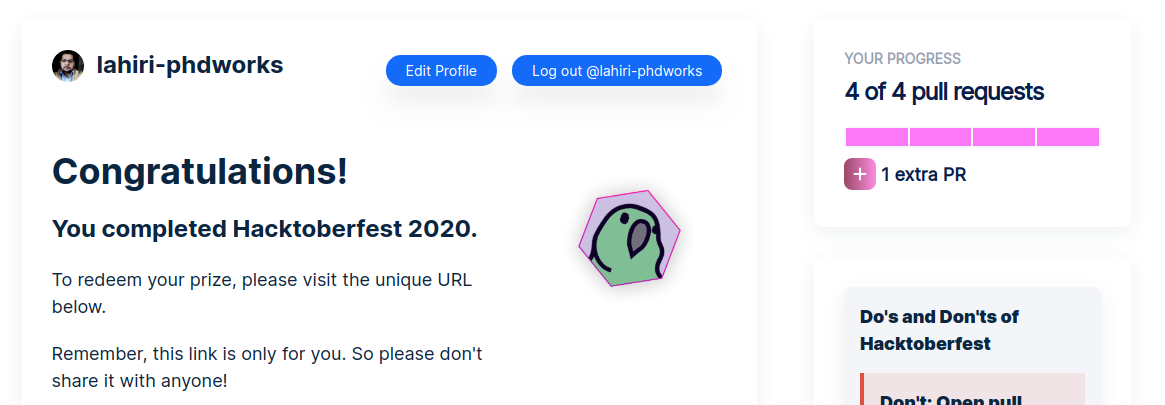 lahiri-phdworks
Edit Profile
Log out @lahiri-phdworks
Congratulations!
You completed Hacktoberfest 2020.
To redeem your prize, please visit the unique URL
below.
Remember, this link is only for you. So please don't
share it with anyone!
YOUR PROGRESS
4 of 4 pull requests
+ 1 extra PR
Do's and Don'ts of
Hacktoberfest
Don't: Open pull